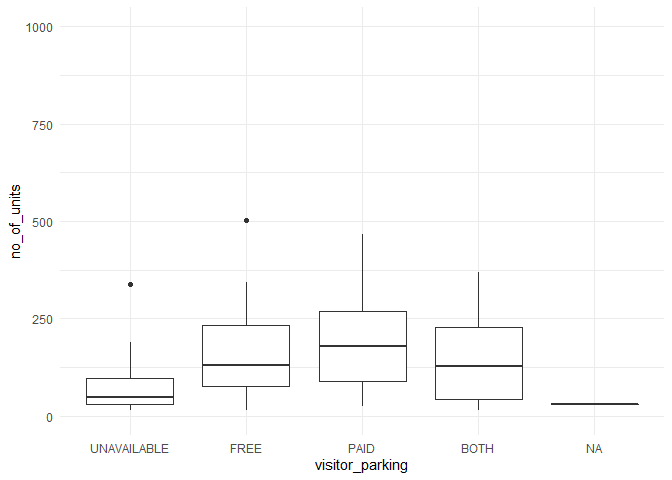 1000
750
500
250
0
no_of_units
UNAVAILABLE FREE PAID BOTH NA
visitor_parking